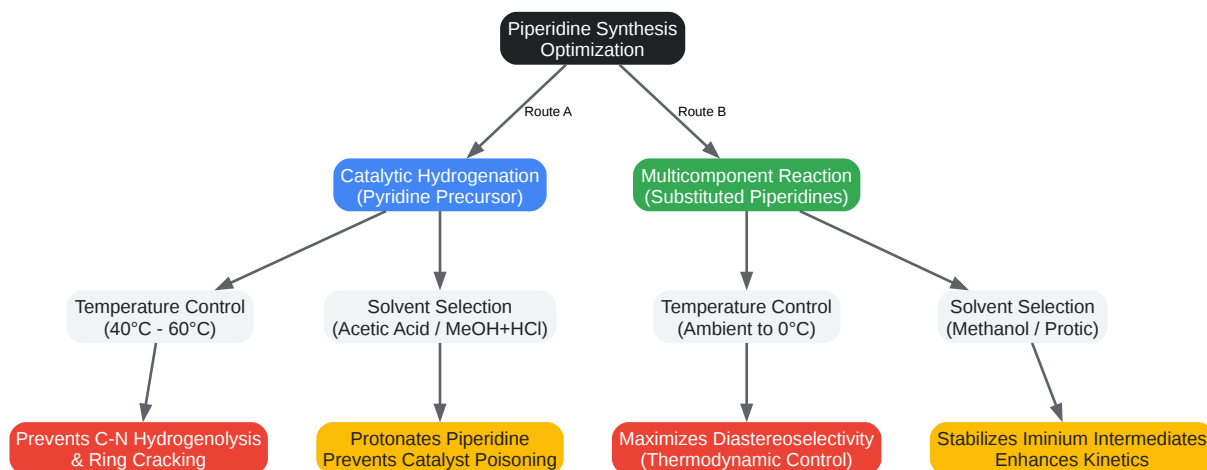 Piperidine Synthesis
Optimization
Route A
Route B
Catalytic Hydrogenation
(Pyridine Precursor)
Multicomponent Reaction
(Substituted Piperidines)
Temperature Control
(40°C - 60°C)
Solvent Selection
(Acetic Acid / MeOH+HCl)
Temperature Control
(Ambient to 0°C)
Solvent Selection
(Methanol / Protic)
Prevents C-N Hydrogenolysis
& Ring Cracking
Protonates Piperidine
Prevents Catalyst Poisoning
Maximizes Diastereoselectivity
(Thermodynamic Control)
Stabilizes Iminium Intermediates
Enhances Kinetics